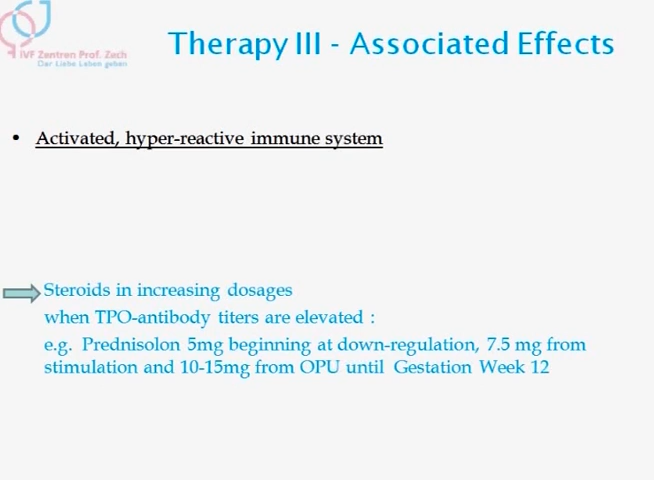 IVF Zentren Prof. Zech
Der Liebe Leben geben
Therapy III - Associated Effects
• Activated, hyper-reactive immune system
Steroids in increasing dosages
when TPO-antibody titers are elevated :
e.g. Prednisolon 5mg beginning at down-regulation, 7.5 mg from
stimulation and 10-15mg from OPU until Gestation Week 12